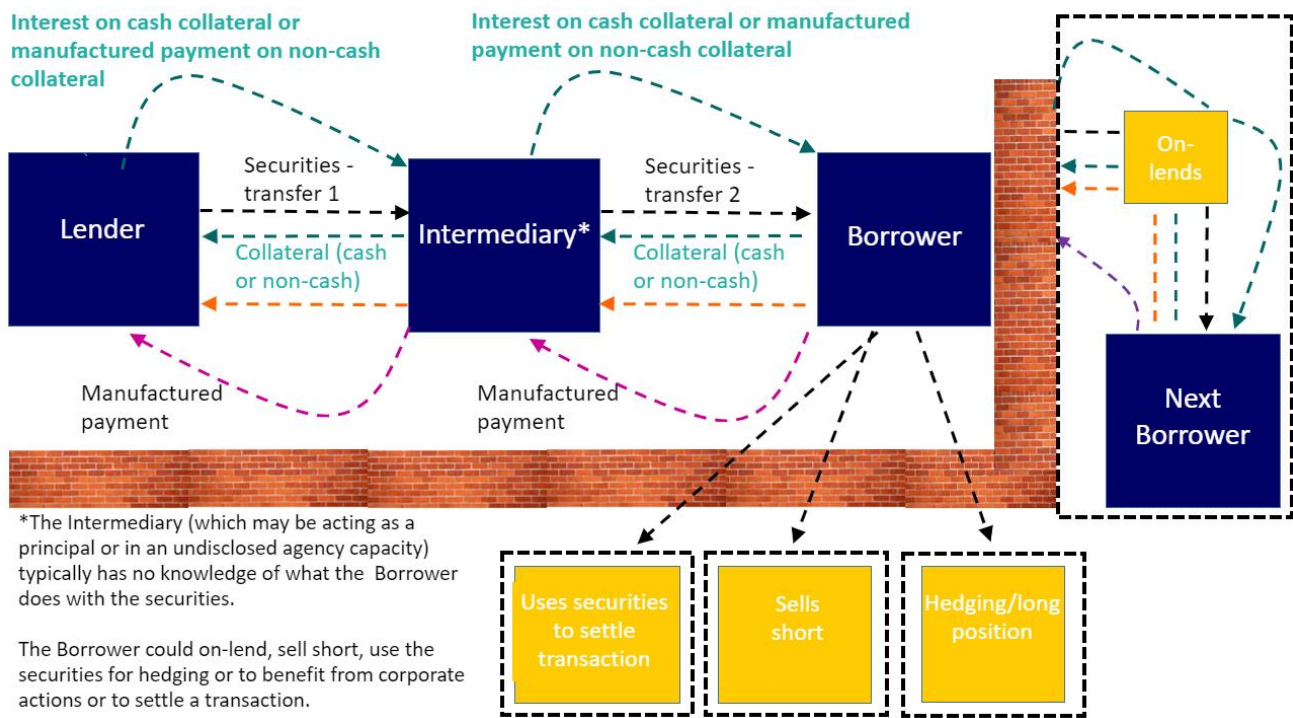 Interest on cash collateral or
manufactured payment on non-cash
collateral
Interest on cash collateral or manufactured
payment on non-cash collateral
Lender
Securities -
transfer 1
Collateral (cash
or non-cash)
Manufactured
payment
Intermediary*
Securities -
transfer 2
Collateral (cash
or non-cash)
Manufactured
payment
Borrower
On-
lends
Next
Borrower
*The Intermediary (which may be acting as a
principal or in an undisclosed agency capacity)
typically has no knowledge of what the Borrower
does with the securities.
The Borrower could on-lend, sell short, use the
securities for hedging or to benefit from corporate
actions or to settle a transaction.
Uses securities
to settle
transaction
Sells
short
Hedging/long
position